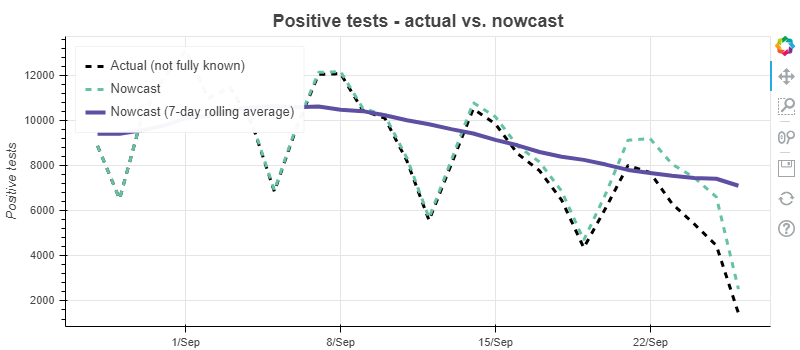 Positive tests - actual vs. nowcast
Actual (not fully known)
Nowcast
Nowcast (7-day rolling average)
Positive tests
12000
10000
8000
6000
4000
2000
1/Sep
8/Sep
15/Sep
22/Sep